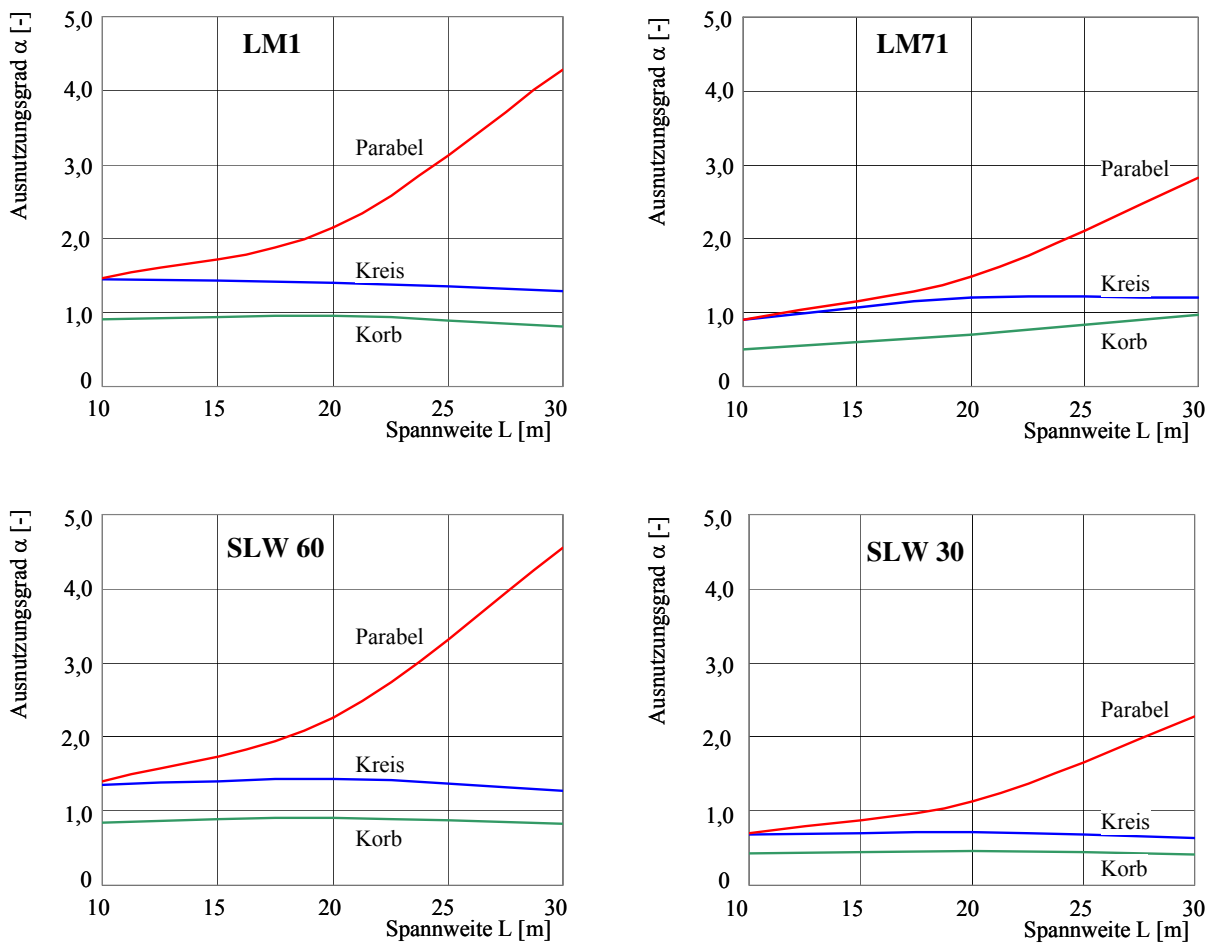 Ausnutzungsgrad α [-]
5,0
4,0
3,0
2,0
1,0
0
LM1
Parabel
Kreis
Korb
10 15 20 25 30
Spannweite L [m]
Ausnutzungsgrad α [-]
5,0
4,0
3,0
2,0
1,0
0
LM71
Parabel
Kreis
Korb
10 15 20 25 30
Spannweite L [m]
Ausnutzungsgrad α [-]
5,0
4,0
3,0
2,0
1,0
0
SLW 60
Parabel
Kreis
Korb
10 15 20 25 30
Spannweite L [m]
Ausnutzungsgrad α [-]
5,0
4,0
3,0
2,0
1,0
0
SLW 30
Parabel
Kreis
Korb
10 15 20 25 30
Spannweite L [m]